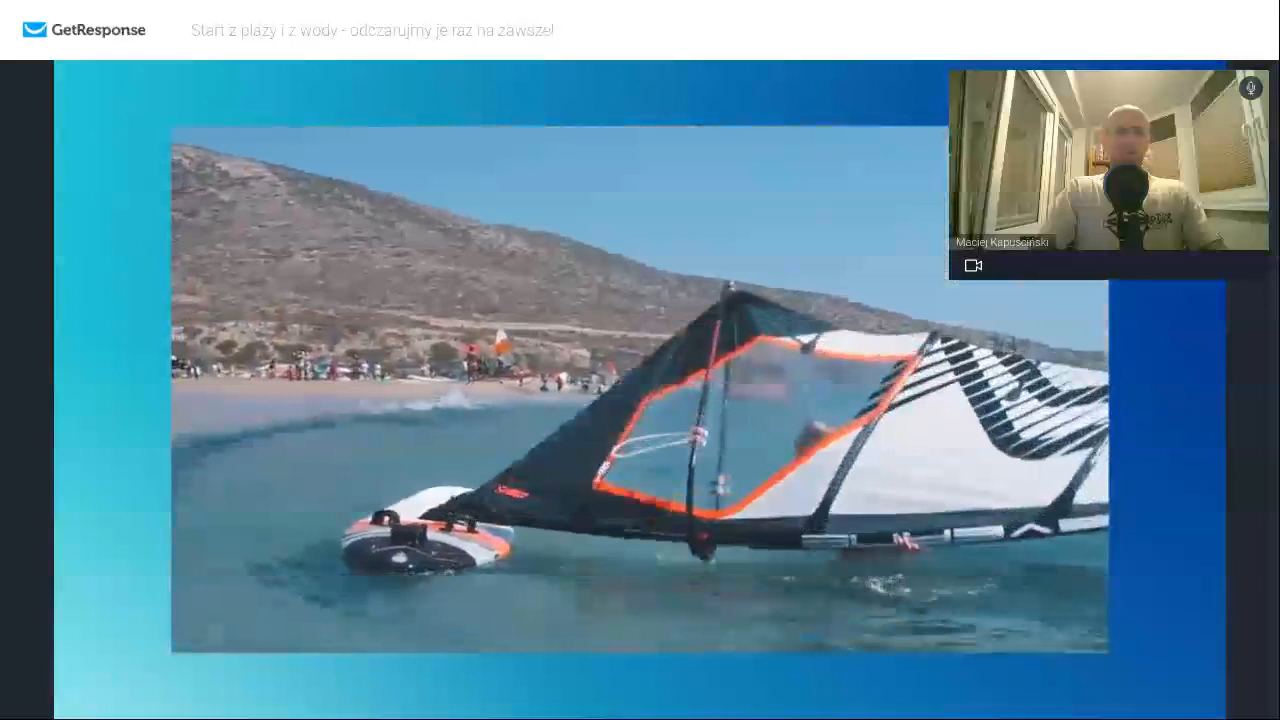 GetResponse
Start z plaży i z wody - odczarujmy je raz na zawsze!
Maciej Kapuściński